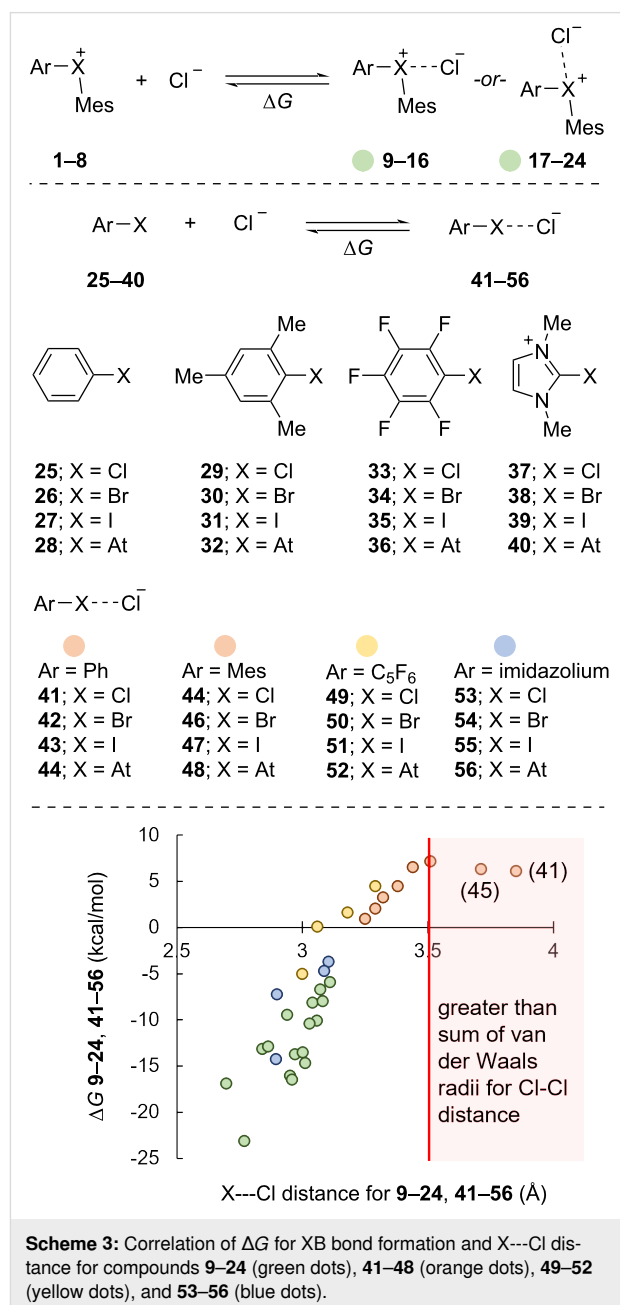 Ar–X⁺ Mes + Cl⁻ ΔG Ar–X⁺---Cl⁻ Mes -or- Cl⁻ Ar–X⁺ Mes
1–8 9–16 17–24
Ar–X + Cl⁻ ΔG Ar–X---Cl⁻
25–40 41–56
X Me Me Me X F F F F F X + N Me N Me X
25; X = Cl 29; X = Cl 33; X = Cl 37; X = Cl
26; X = Br 30; X = Br 34; X = Br 38; X = Br
27; X = I 31; X = I 35; X = I 39; X = I
28; X = At 32; X = At 36; X = At 40; X = At
Ar–X---Cl⁻
Ar = Ph Ar = Mes Ar = C₅F₆ Ar = imidazolium
41; X = Cl 44; X = Cl 49; X = Cl 53; X = Cl
42; X = Br 46; X = Br 50; X = Br 54; X = Br
43; X = I 47; X = I 51; X = I 55; X = I
44; X = At 48; X = At 52; X = At 56; X = At
ΔG 9–24, 41–56 (kcal/mol)
10
5
0
-5
-10
-15
-20
-25
2.5 3 3.5 4
(45) (41)
greater than
sum of van
der Waals
radii for Cl-Cl
distance
X---Cl distance for 9–24, 41–56 (Å)
Scheme 3: Correlation of ΔG for XB bond formation and X---Cl dis-
tance for compounds 9–24 (green dots), 41–48 (orange dots), 49–52
(yellow dots), and 53–56 (blue dots).